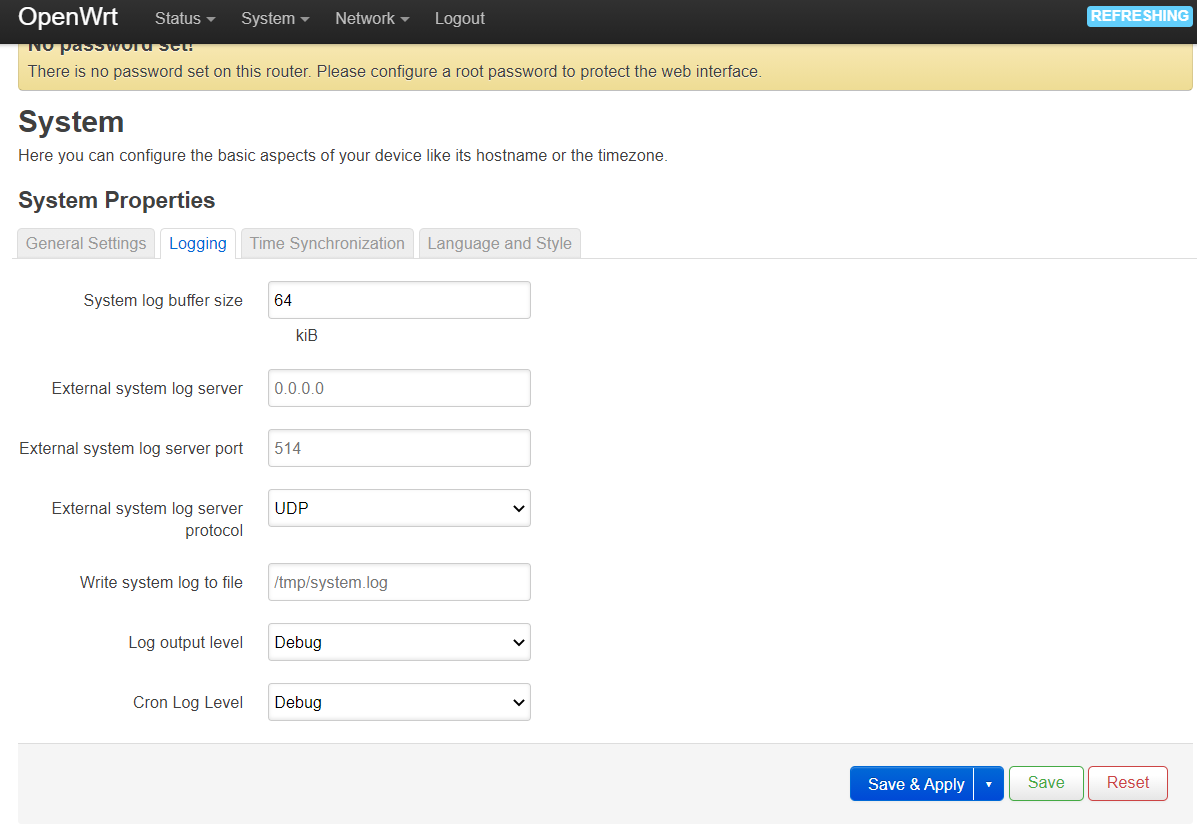 OpenWrt Status System Network Logout REFRESHING
No password set!
There is no password set on this router. Please configure a root password to protect the web interface.
System
Here you can configure the basic aspects of your device like its hostname or the timezone.
System Properties
General Settings Logging Time Synchronization Language and Style
System log buffer size 64
kiB
External system log server 0.0.0.0
External system log server port 514
External system log server protocol UDP
Write system log to file /tmp/system.log
Log output level Debug
Cron Log Level Debug
Save & Apply Save Reset